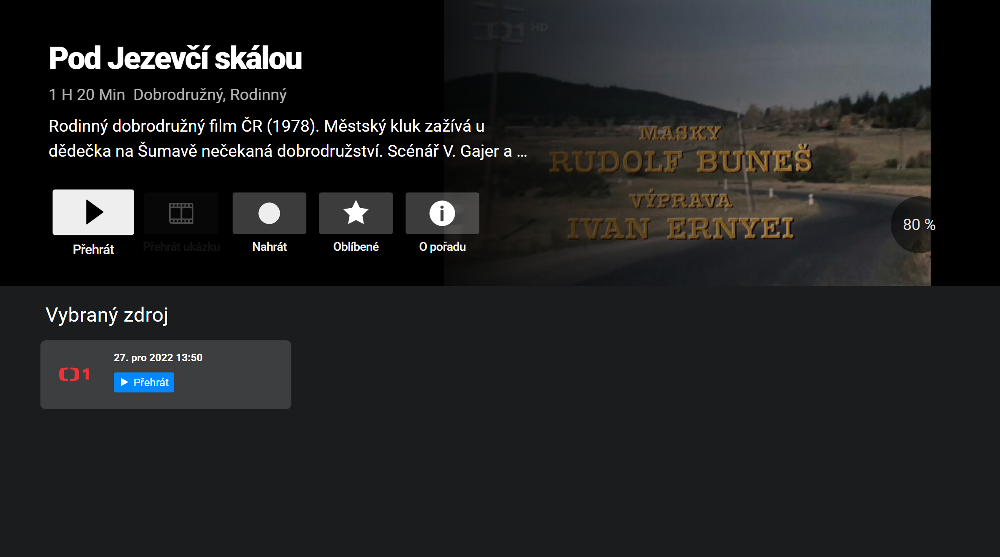 HD
Pod Jezevčí skálou
1 H 20 Min Dobrodružný, Rodinný
Rodinný dobrodružný film ČR (1978). Městský kluk zažívá u
dědečka na Šumavě nečekaná dobrodružství. Scénář V. Gajer a ...
MASKY
RUDOLF BUNEŠ
VÝPRAVA
IVAN ERNYEI
80 %
Přehrát
Přehrát ukázku
Nahrát
Oblíbené
O pořadu
Vybraný zdroj
27. pro 2022 13:50
1
Přehrát